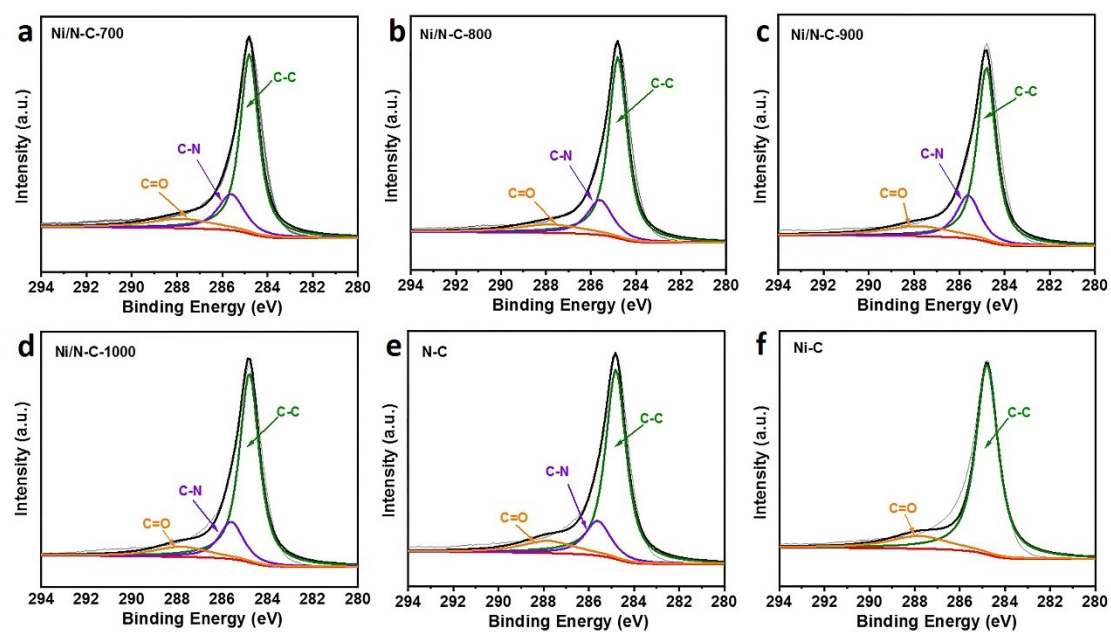 a
Ni/N-C-700
C-C
C-N
C=O
Intensity (a.u.)
294 292 290 288 286 284 282 280
Binding Energy (eV)
b
Ni/N-C-800
C-C
C-N
C=O
Intensity (a.u.)
294 292 290 288 286 284 282 280
Binding Energy (eV)
c
Ni/N-C-900
C-C
C-N
C=O
Intensity (a.u.)
294 292 290 288 286 284 282 280
Binding Energy (eV)
d
Ni/N-C-1000
C-C
C-N
C=O
Intensity (a.u.)
294 292 290 288 286 284 282 280
Binding Energy (eV)
e
N-C
C-C
C-N
C=O
Intensity (a.u.)
294 292 290 288 286 284 282 280
Binding Energy (eV)
f
Ni-C
C-C
C=O
Intensity (a.u.)
294 292 290 288 286 284 282 280
Binding Energy (eV)